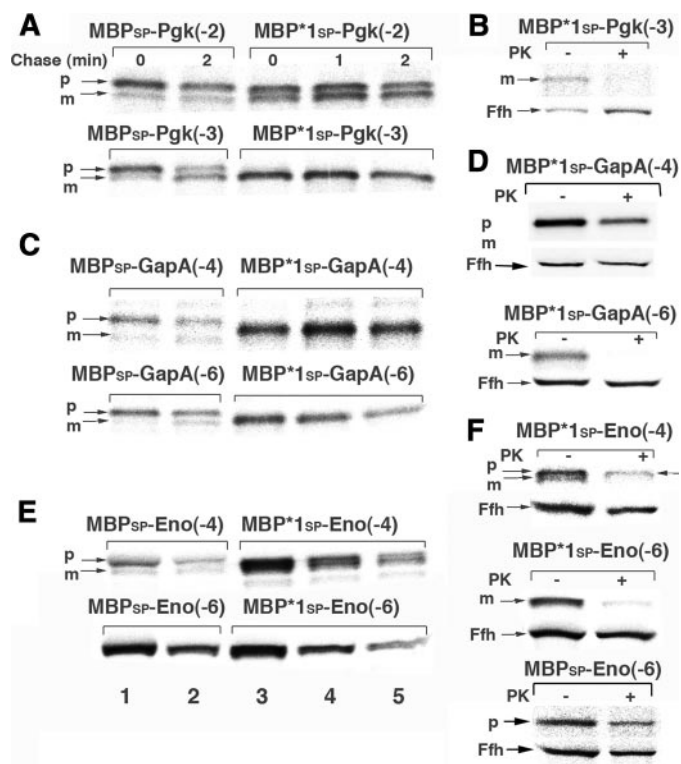 A
MBPSP-Pgk(-2) MBP*1SP-Pgk(-2)
Chase (min) 0 2 0 1 2
p
m
MBPSP-Pgk(-3) MBP*1SP-Pgk(-3)
p
m
B
MBP*1SP-Pgk(-3)
PK - +
m
Ffh
C
MBPSP-GapA(-4) MBP*1SP-GapA(-4)
p
m
MBPSP-GapA(-6) MBP*1SP-GapA(-6)
p
m
D
MBP*1SP-GapA(-4)
PK - +
p
m
Ffh
MBP*1SP-GapA(-6)
PK - +
m
Ffh
E
MBPSP-Eno(-4) MBP*1SP-Eno(-4)
p
m
MBPSP-Eno(-6) MBP*1SP-Eno(-6)
1 2 3 4 5
F
MBP*1SP-Eno(-4)
PK - +
p
m
Ffh
MBP*1SP-Eno(-6)
PK - +
m
Ffh
MBPSP-Eno(-6)
PK - +
p
Ffh